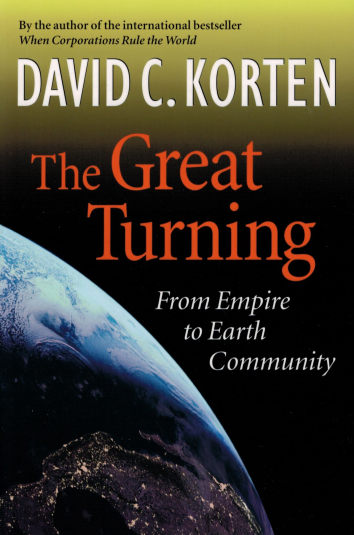 By the author of the international bestseller
When Corporations Rule the World
DAVID C. KORTEN
The Great
Turning
From Empire
to Earth
Community